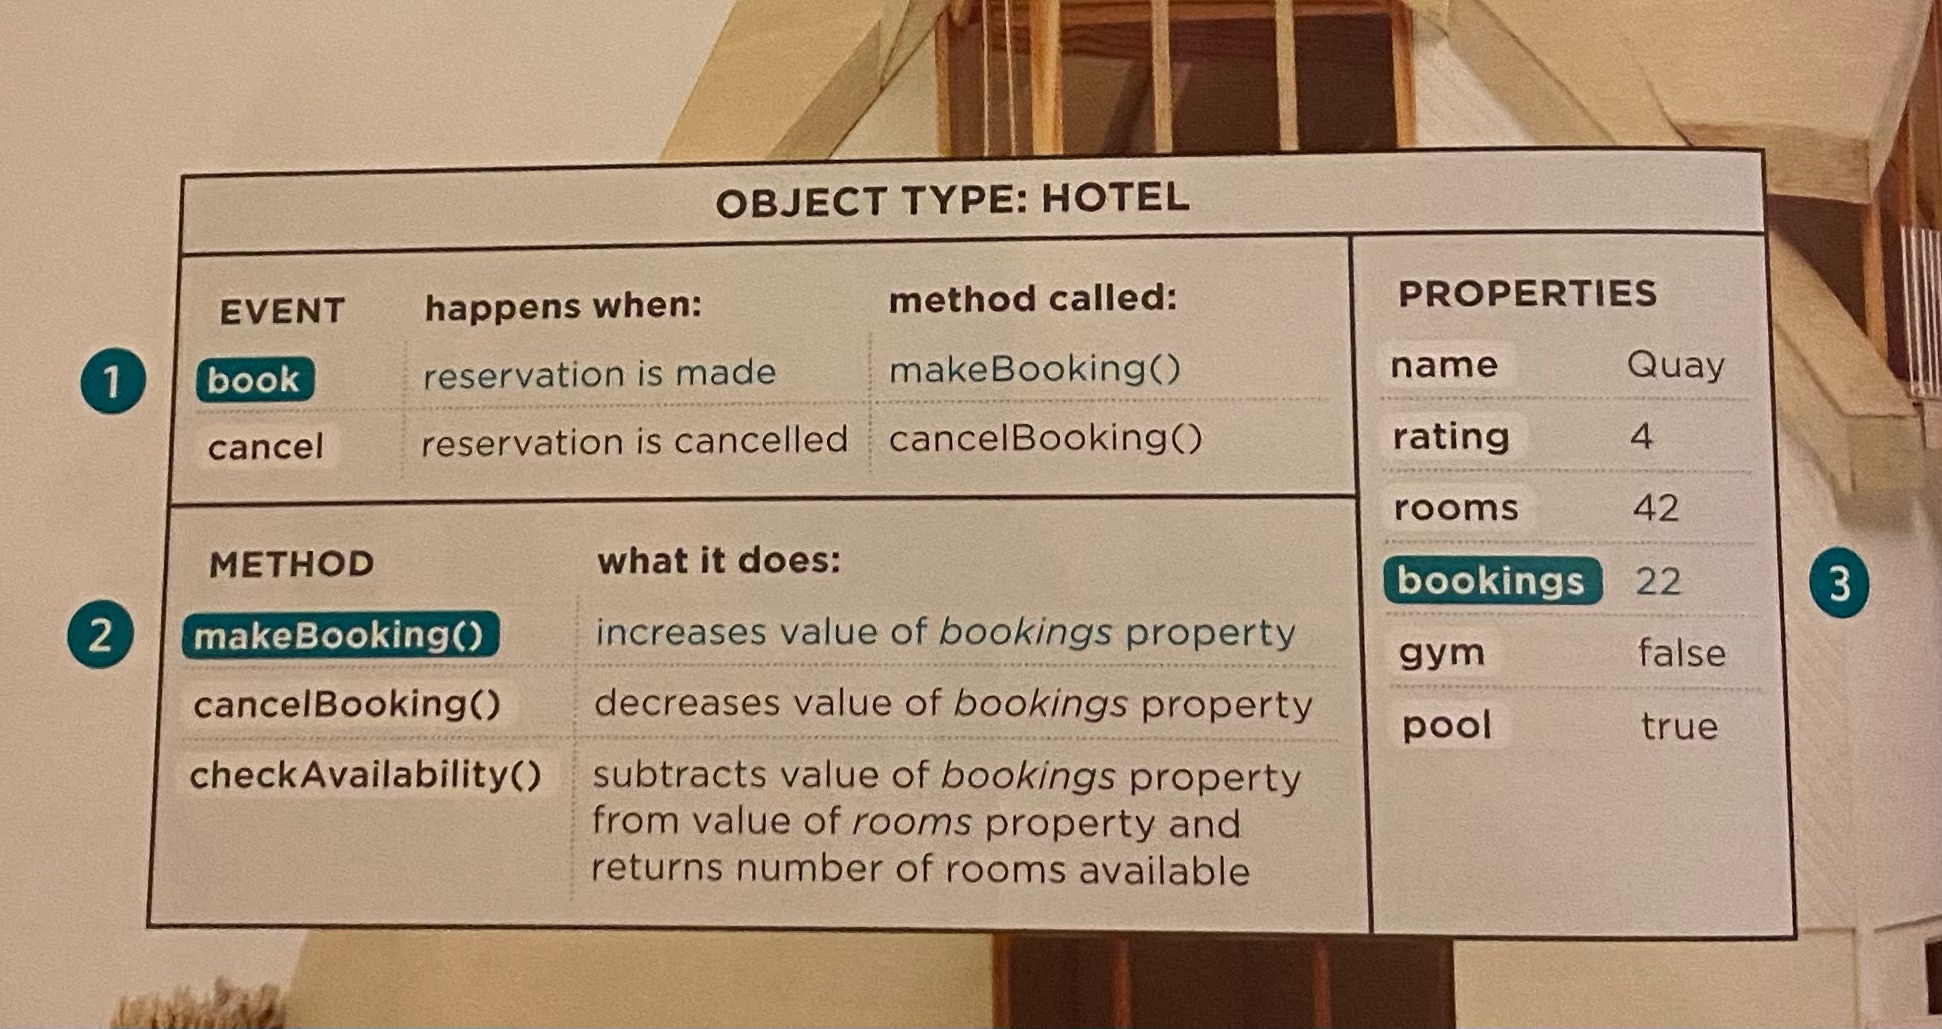 OBJECT TYPE: HOTEL
EVENT happens when: method called:
1 book reservation is made makeBooking()
cancel reservation is cancelled cancelBooking()
METHOD what it does:
2 makeBooking() increases value of bookings property
cancelBooking() decreases value of bookings property
checkAvailability() subtracts value of bookings property
from value of rooms property and
returns number of rooms available
PROPERTIES
name Quay
rating 4
rooms 42
bookings 22 3
gym false
pool true